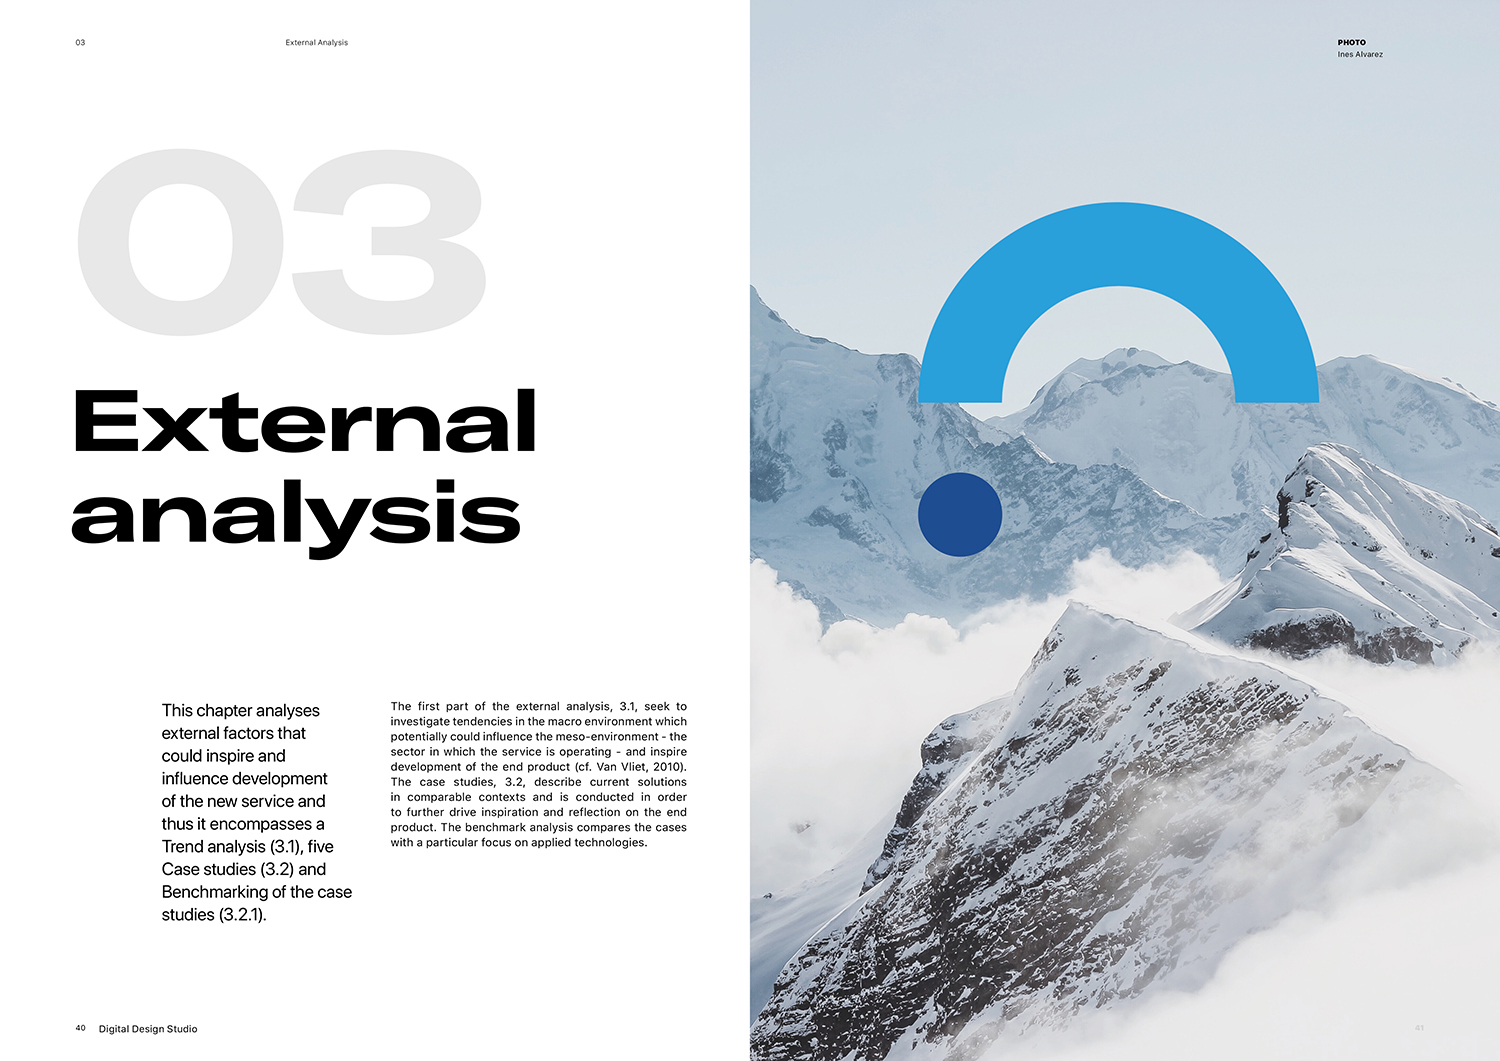 03
External Analysis
PHOTO
Ines Alvarez
03
External
analysis
This chapter analyses
external factors that
could inspire and
influence development
of the new service and
thus it encompasses a
Trend analysis (3.1), five
Case studies (3.2) and
Benchmarking of the case
studies (3.2.1).
The first part of the external analysis, 3.1, seek to
investigate tendencies in the macro environment which
potentially could influence the meso-environment - the
sector in which the service is operating - and inspire
development of the end product (cf. Van Vliet, 2010).
The case studies, 3.2, describe current solutions
in comparable contexts and is conducted in order
to further drive inspiration and reflection on the end
product. The benchmark analysis compares the cases
with a particular focus on applied technologies.
40
Digital Design Studio
41